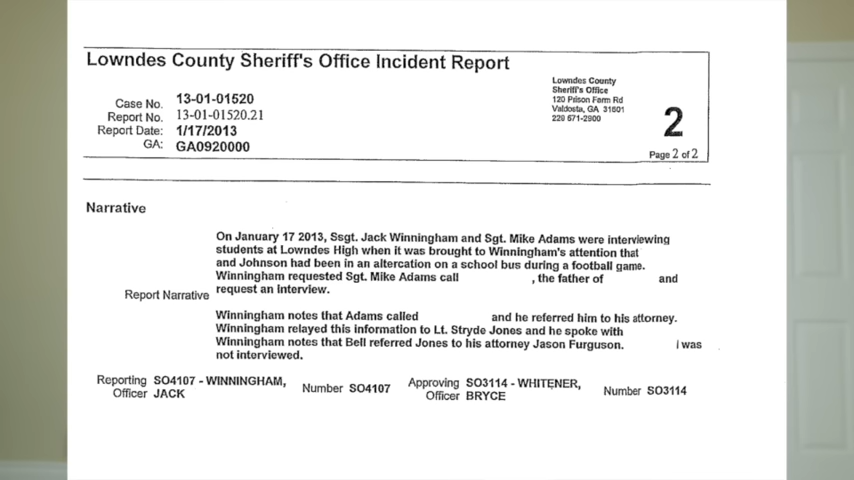 Lowndes County Sheriff's Office Incident Report
Case No. 13-01-01520
Report No. 13-01-01520.21
Report Date: 1/17/2013
GA: GA0920000
Lowndes County
Sheriff's Office
120 Prison Farm Rd
Valdosta, GA 31601
229 671-2900
2
Page 2 of 2
Narrative
Report Narrative
On January 17 2013, Ssgt. Jack Winningham and Sgt. Mike Adams were interviewing
students at Lowndes High when it was brought to Winningham's attention that
and Johnson had been in an altercation on a school bus during a football game.
Winningham requested Sgt. Mike Adams call , the father of and
request an interview.
Winningham notes that Adams called and he referred him to his attorney.
Winningham relayed this information to Lt. Stryde Jones and he spoke with
Winningham notes that Bell referred Jones to his attorney Jason Furguson. was
not interviewed.
Reporting Officer SO4107 - WINNINGHAM, JACK
Number SO4107
Approving Officer SO3114 - WHITENER, BRYCE
Number SO3114